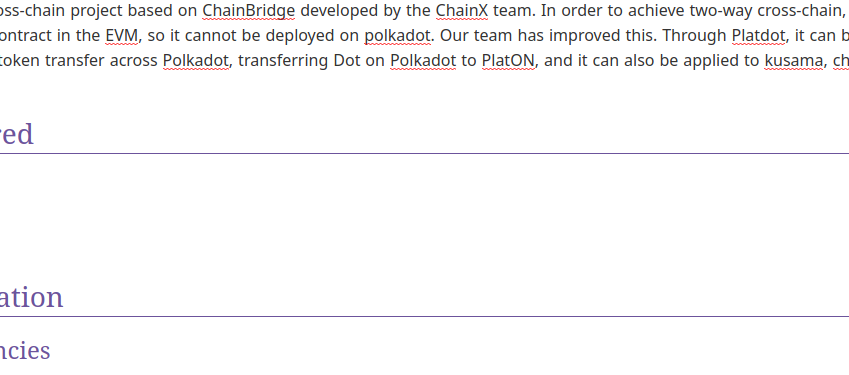 oss-chain project based on ChainBridge developed by the ChainX team. In order to achieve two-way cross-chain,
ontract in the EVM, so it cannot be deployed on polkadot. Our team has improved this. Through Platdot, it can b
token transfer across Polkadot, transferring Dot on Polkadot to PlatON, and it can also be applied to kusama, ch
red
ation
ncies